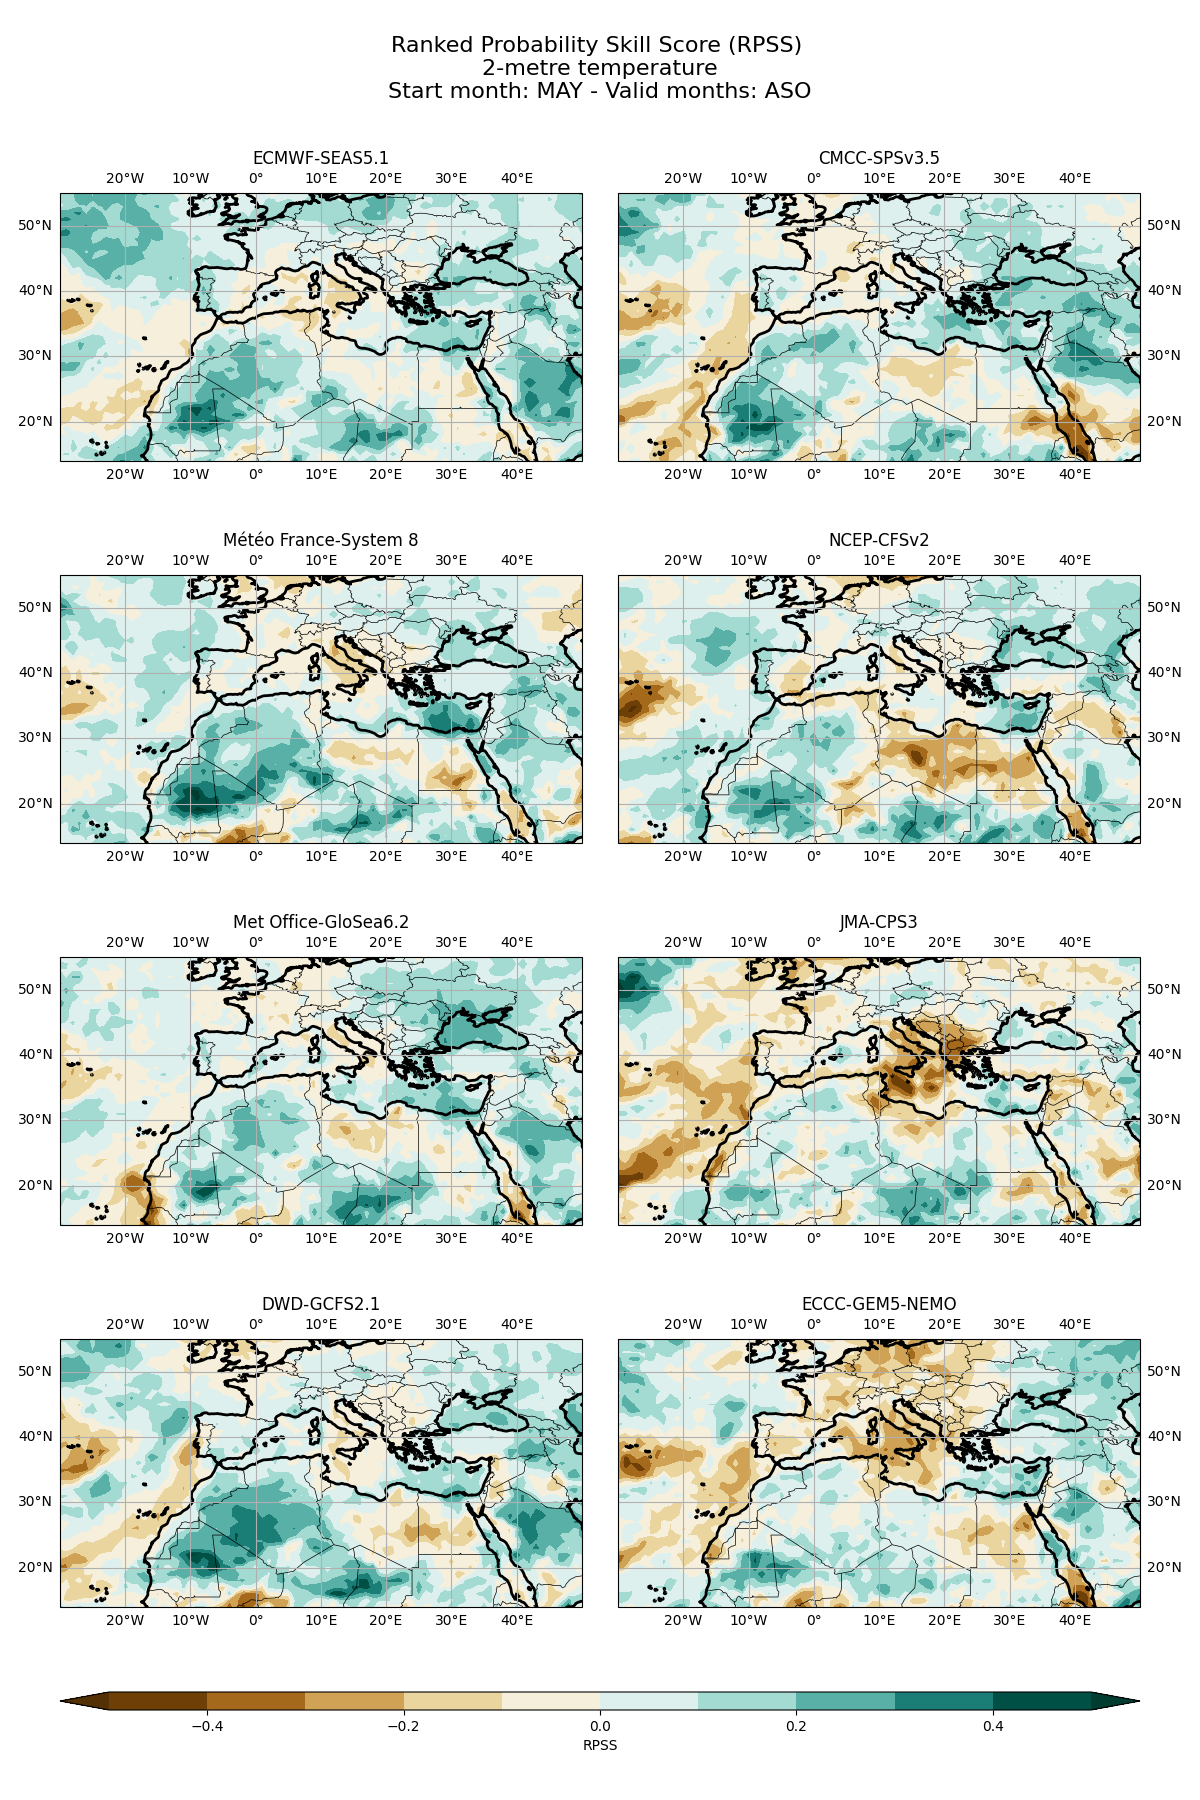 Ranked Probability Skill Score (RPSS)
2-metre temperature
Start month: MAY - Valid months: ASO
ECMWF-SEAS5.1
20°W 10°W 0° 10°E 20°E 30°E 40°E
50°N
40°N
30°N
20°N
20°W 10°W 0° 10°E 20°E 30°E 40°E
CMCC-SPSv3.5
20°W 10°W 0° 10°E 20°E 30°E 40°E
50°N
40°N
30°N
20°N
20°W 10°W 0° 10°E 20°E 30°E 40°E
Météo France-System 8
20°W 10°W 0° 10°E 20°E 30°E 40°E
50°N
40°N
30°N
20°N
20°W 10°W 0° 10°E 20°E 30°E 40°E
NCEP-CFSv2
20°W 10°W 0° 10°E 20°E 30°E 40°E
50°N
40°N
30°N
20°N
20°W 10°W 0° 10°E 20°E 30°E 40°E
Met Office-GloSea6.2
20°W 10°W 0° 10°E 20°E 30°E 40°E
50°N
40°N
30°N
20°N
20°W 10°W 0° 10°E 20°E 30°E 40°E
JMA-CPS3
20°W 10°W 0° 10°E 20°E 30°E 40°E
50°N
40°N
30°N
20°N
20°W 10°W 0° 10°E 20°E 30°E 40°E
DWD-GCFS2.1
20°W 10°W 0° 10°E 20°E 30°E 40°E
50°N
40°N
30°N
20°N
20°W 10°W 0° 10°E 20°E 30°E 40°E
ECCC-GEM5-NEMO
20°W 10°W 0° 10°E 20°E 30°E 40°E
50°N
40°N
30°N
20°N
20°W 10°W 0° 10°E 20°E 30°E 40°E
−0.4 −0.2 0.0 0.2 0.4
RPSS